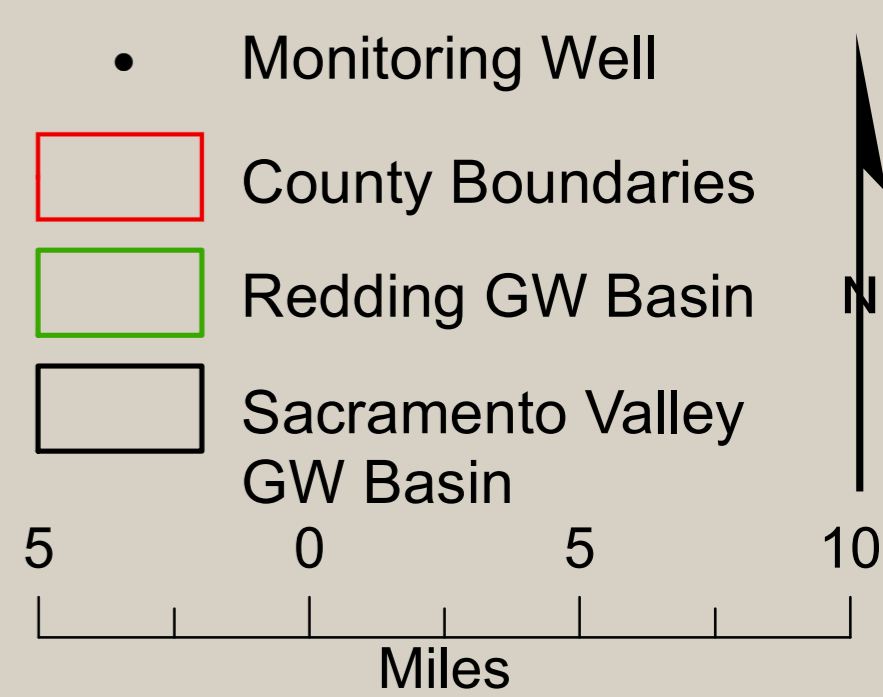 Monitoring Well
County Boundaries
Redding GW Basin
N
Sacramento Valley
GW Basin
5 0 5 10
Miles